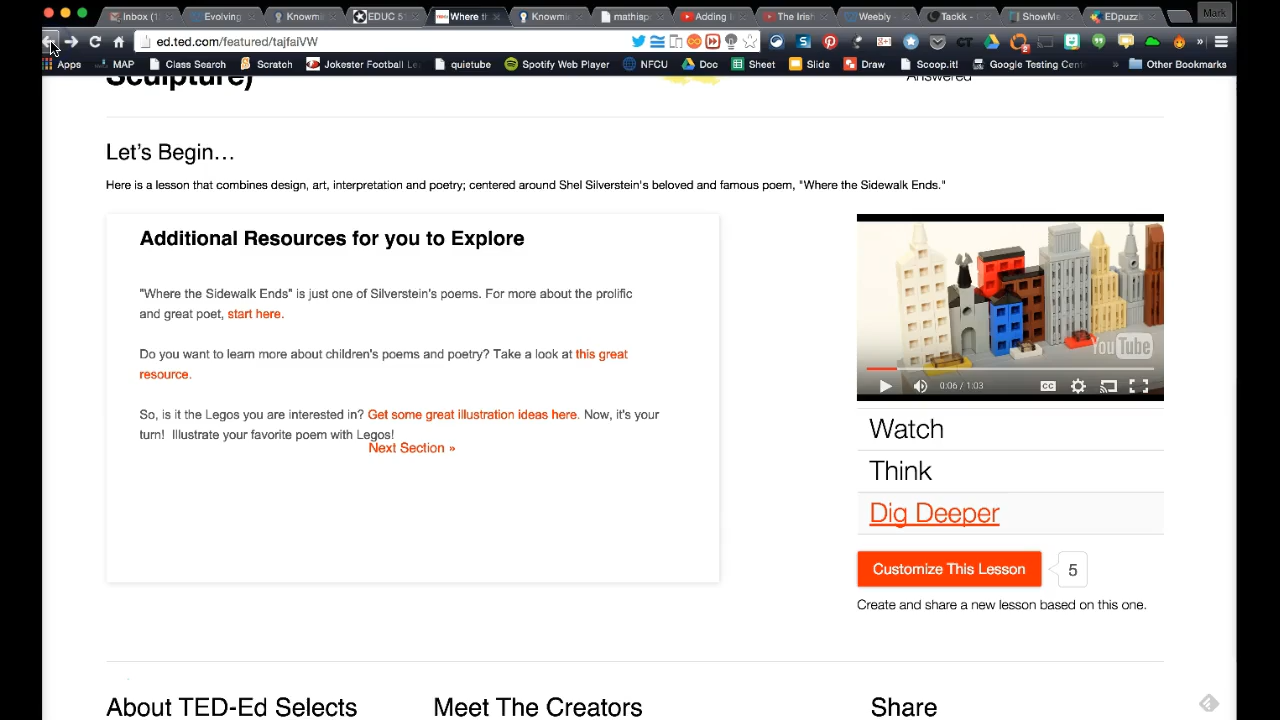 Inbox (1
Evolving
Knowmi
EDUC 5
Where th
Knowmi
mathisp
Adding I
The Irish
Weebly
Tackk -
ShowMe
EDpuzzl
Mark
ed.ted.com/featured/tajfaiVW
Apps
MAP
Class Search
Scratch
Jokester Football Le
quietube
Spotify Web Player
NFCU
Doc
Sheet
Slide
Draw
Scoop.it!
Google Testing Cent
»
Other Bookmarks
Sculpture)
Answered
Let's Begin…
Here is a lesson that combines design, art, interpretation and poetry; centered around Shel Silverstein's beloved and famous poem, "Where the Sidewalk Ends."
Additional Resources for you to Explore
"Where the Sidewalk Ends" is just one of Silverstein's poems. For more about the prolific
and great poet, start here.
Do you want to learn more about children's poems and poetry? Take a look at this great
resource.
So, is it the Legos you are interested in? Get some great illustration ideas here. Now, it's your
turn! Illustrate your favorite poem with Legos!
Next Section »
YouTube
0:06 / 1:03
CC
Watch
Think
Dig Deeper
Customize This Lesson
5
Create and share a new lesson based on this one.
About TED-Ed Selects
Meet The Creators
Share